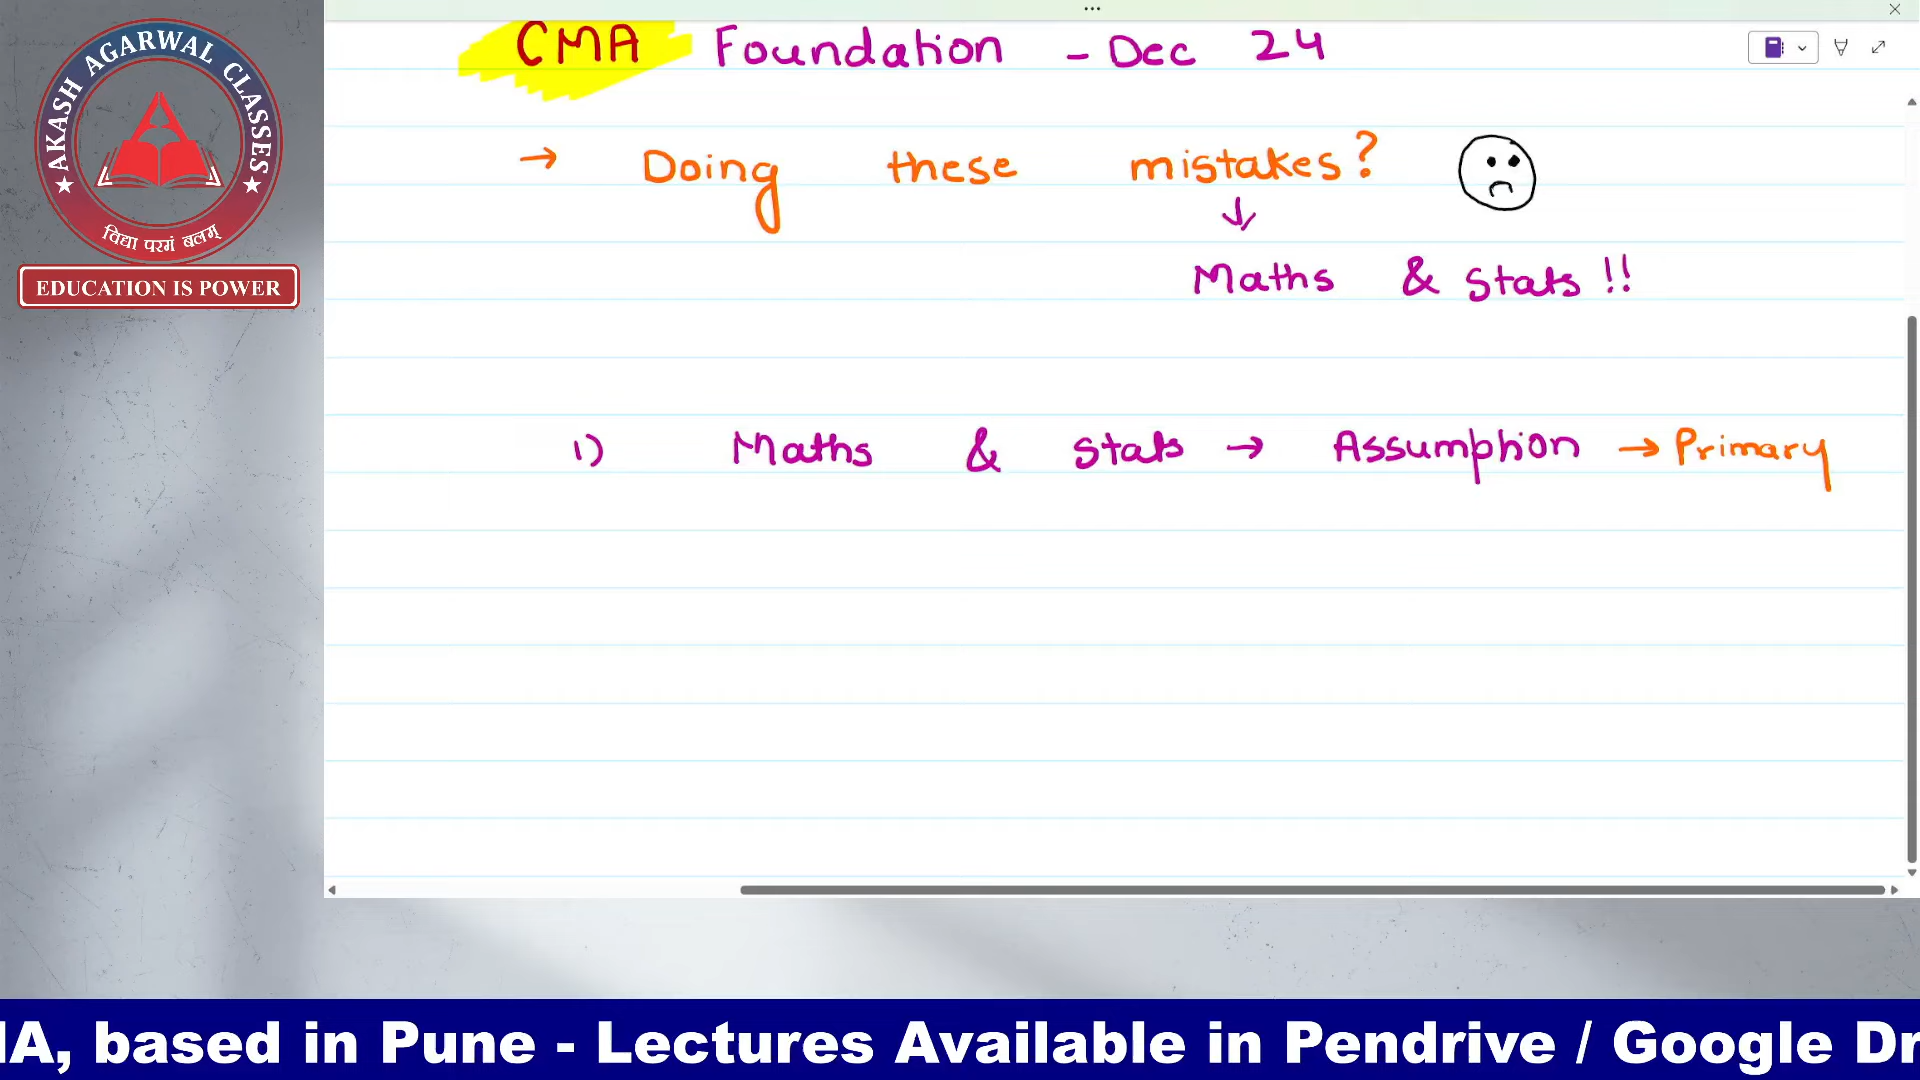 AKASH AGARWAL CLASSES
विद्या परमं बलम्
EDUCATION IS POWER
CMA Foundation - Dec 24
→ Doing these mistakes?
↓
Maths & Stats !!
1) Maths & Stats → Assumption → Primary
IA, based in Pune - Lectures Available in Pendrive / Google Dr